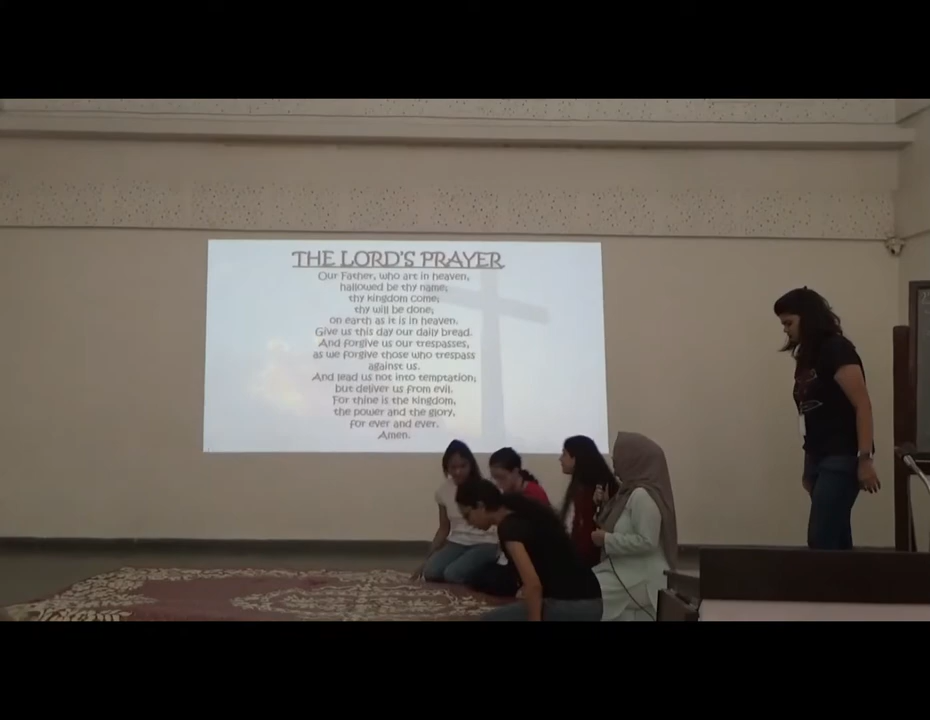 THE LORD'S PRAYER
Our Father, who art in heaven,
hallowed be thy name;
thy kingdom come;
thy will be done;
on earth as it is in heaven.
Give us this day our daily bread.
And forgive us our trespasses,
as we forgive those who trespass
against us.
And lead us not into temptation;
but deliver us from evil.
For thine is the kingdom,
the power and the glory,
for ever and ever.
Amen.